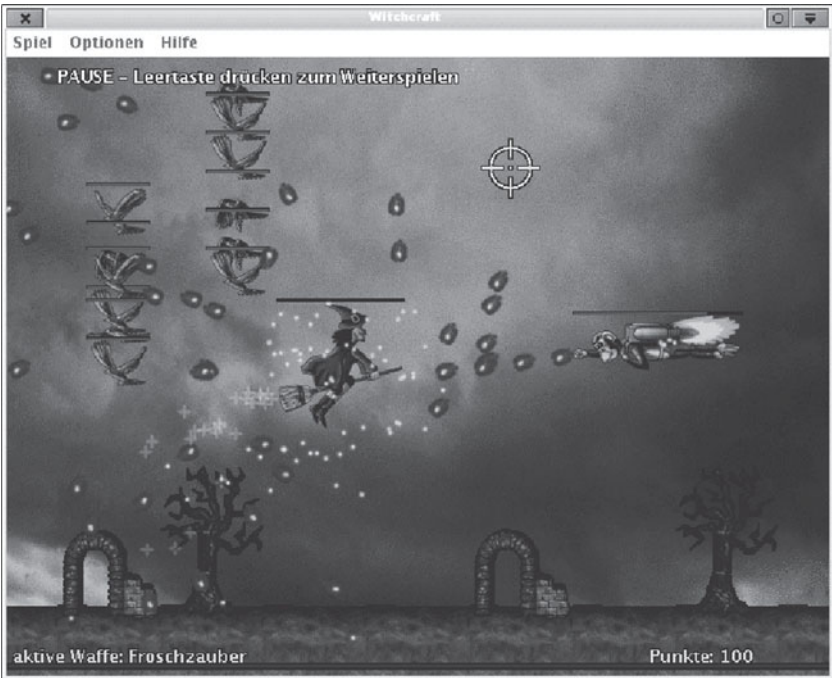 Witchcraft
Spiel Optionen Hilfe
PAUSE - Leertaste drücken zum Weiterspielen
aktive Waffe: Froschzauber
Punkte: 100